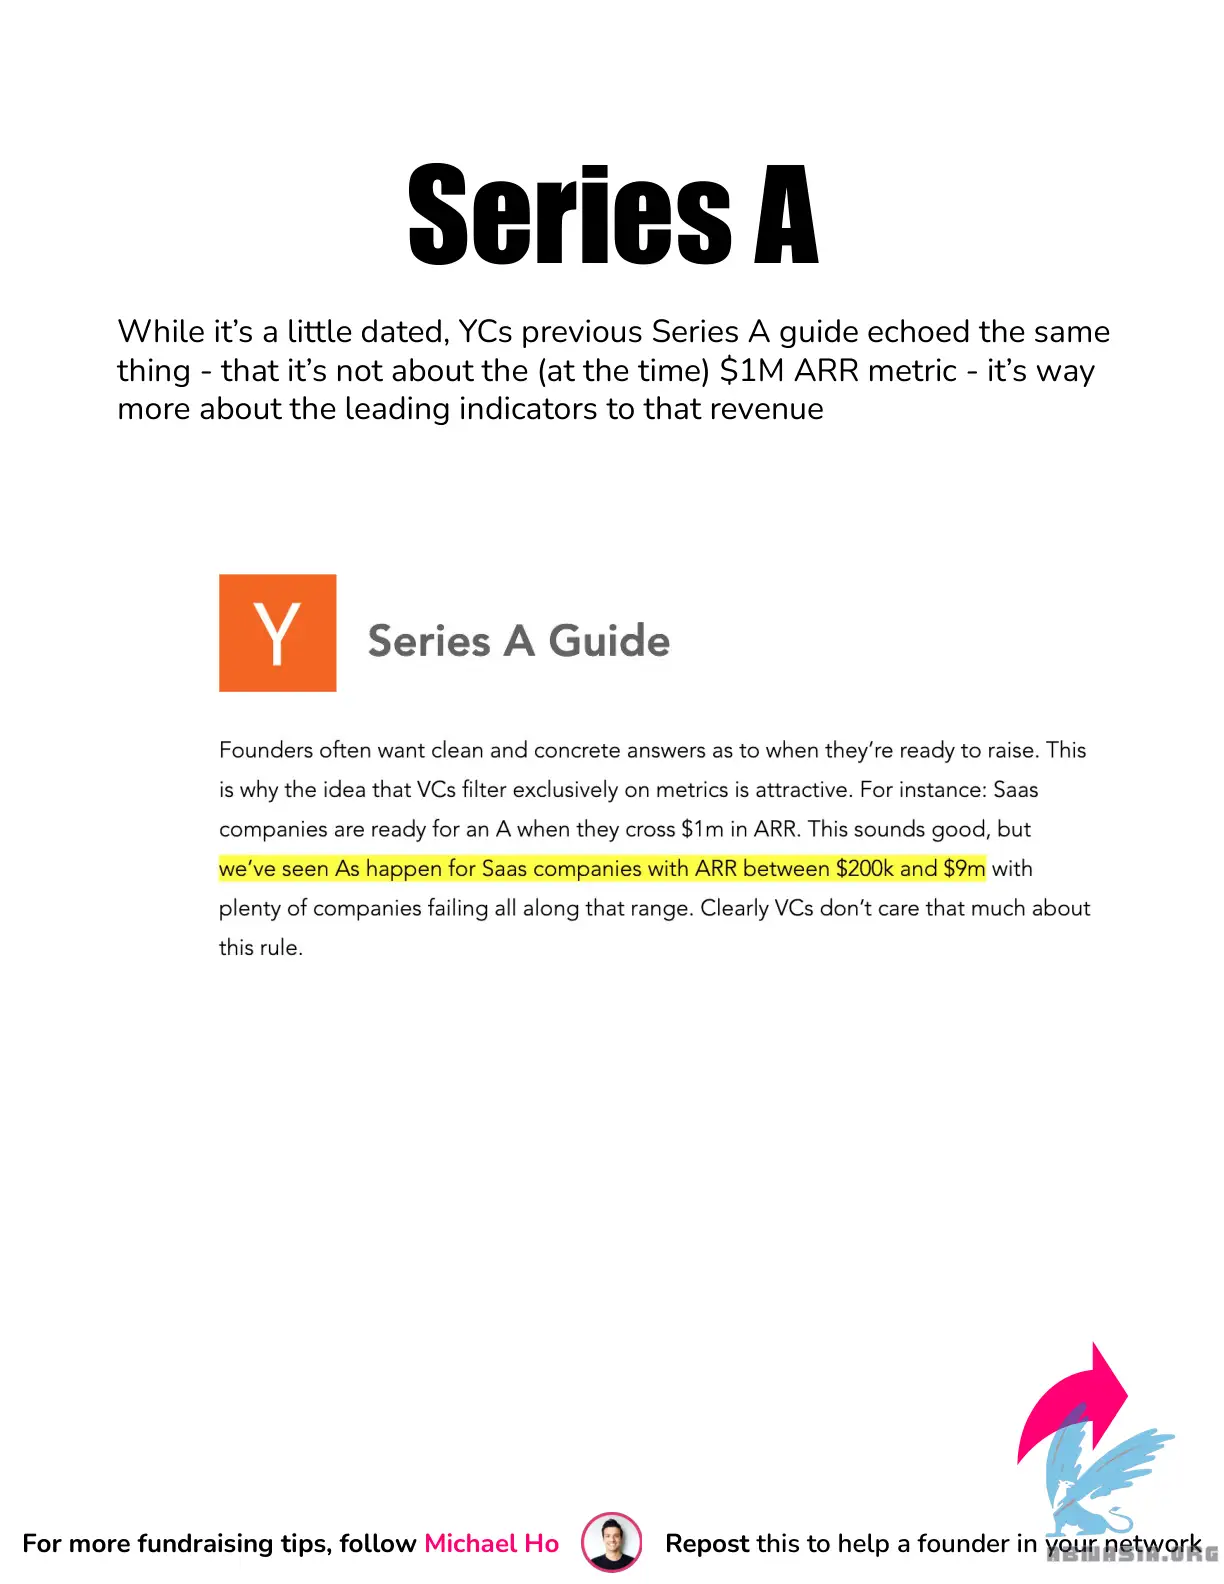 Series A
While it’s a little dated, YCs previous Series A guide echoed the same
thing - that it’s not about the (at the time) $1M ARR metric - it’s way
more about the leading indicators to that revenue
Y
Series A Guide
Founders often want clean and concrete answers as to when they’re ready to raise. This
is why the idea that VCs filter exclusively on metrics is attractive. For instance: Saas
companies are ready for an A when they cross $1m in ARR. This sounds good, but
we’ve seen As happen for Saas companies with ARR between $200k and $9m with
plenty of companies failing all along that range. Clearly VCs don’t care that much about
this rule.
For more fundraising tips, follow Michael Ho
Repost this to help a founder in your network
ABMASIA.ORG